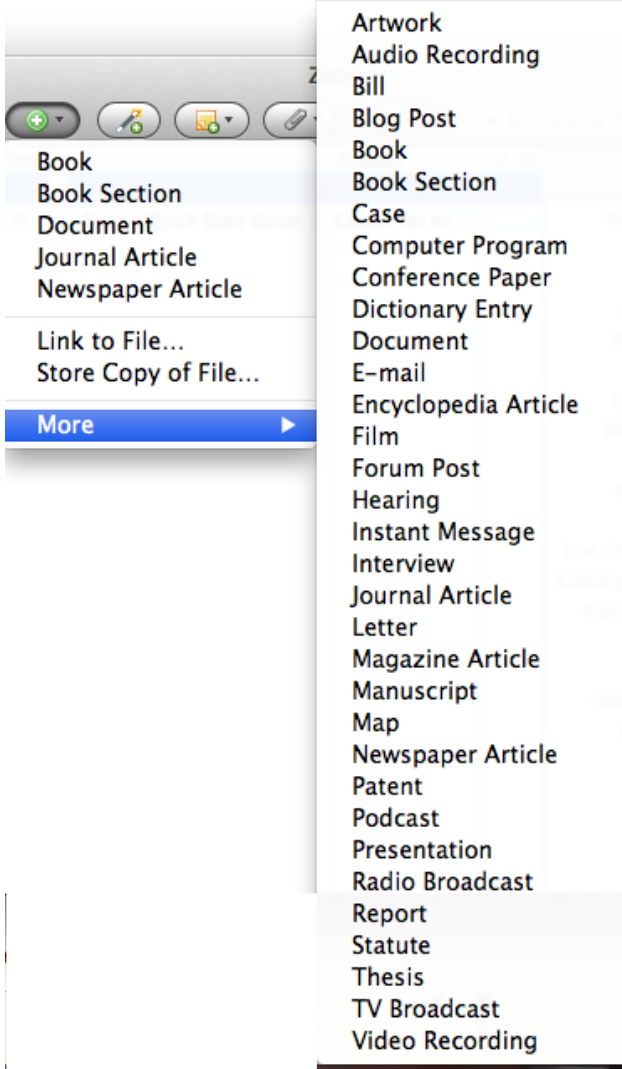 Book
Book Section
Document
Journal Article
Newspaper Article
Link to File...
Store Copy of File...
More
Artwork
Audio Recording
Bill
Blog Post
Book
Book Section
Case
Computer Program
Conference Paper
Dictionary Entry
Document
E-mail
Encyclopedia Article
Film
Forum Post
Hearing
Instant Message
Interview
Journal Article
Letter
Magazine Article
Manuscript
Map
Newspaper Article
Patent
Podcast
Presentation
Radio Broadcast
Report
Statute
Thesis
TV Broadcast
Video Recording